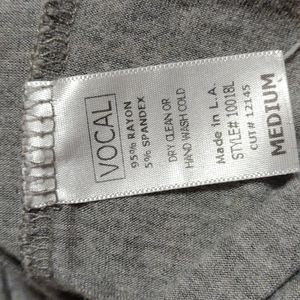 VOCAL
95% RAYON
5% SPANDEX
DRY CLEAN OR
HAND WASH COLD
Made in L.A.
STYLE# 10018L
CUT# 12145
MEDIUM